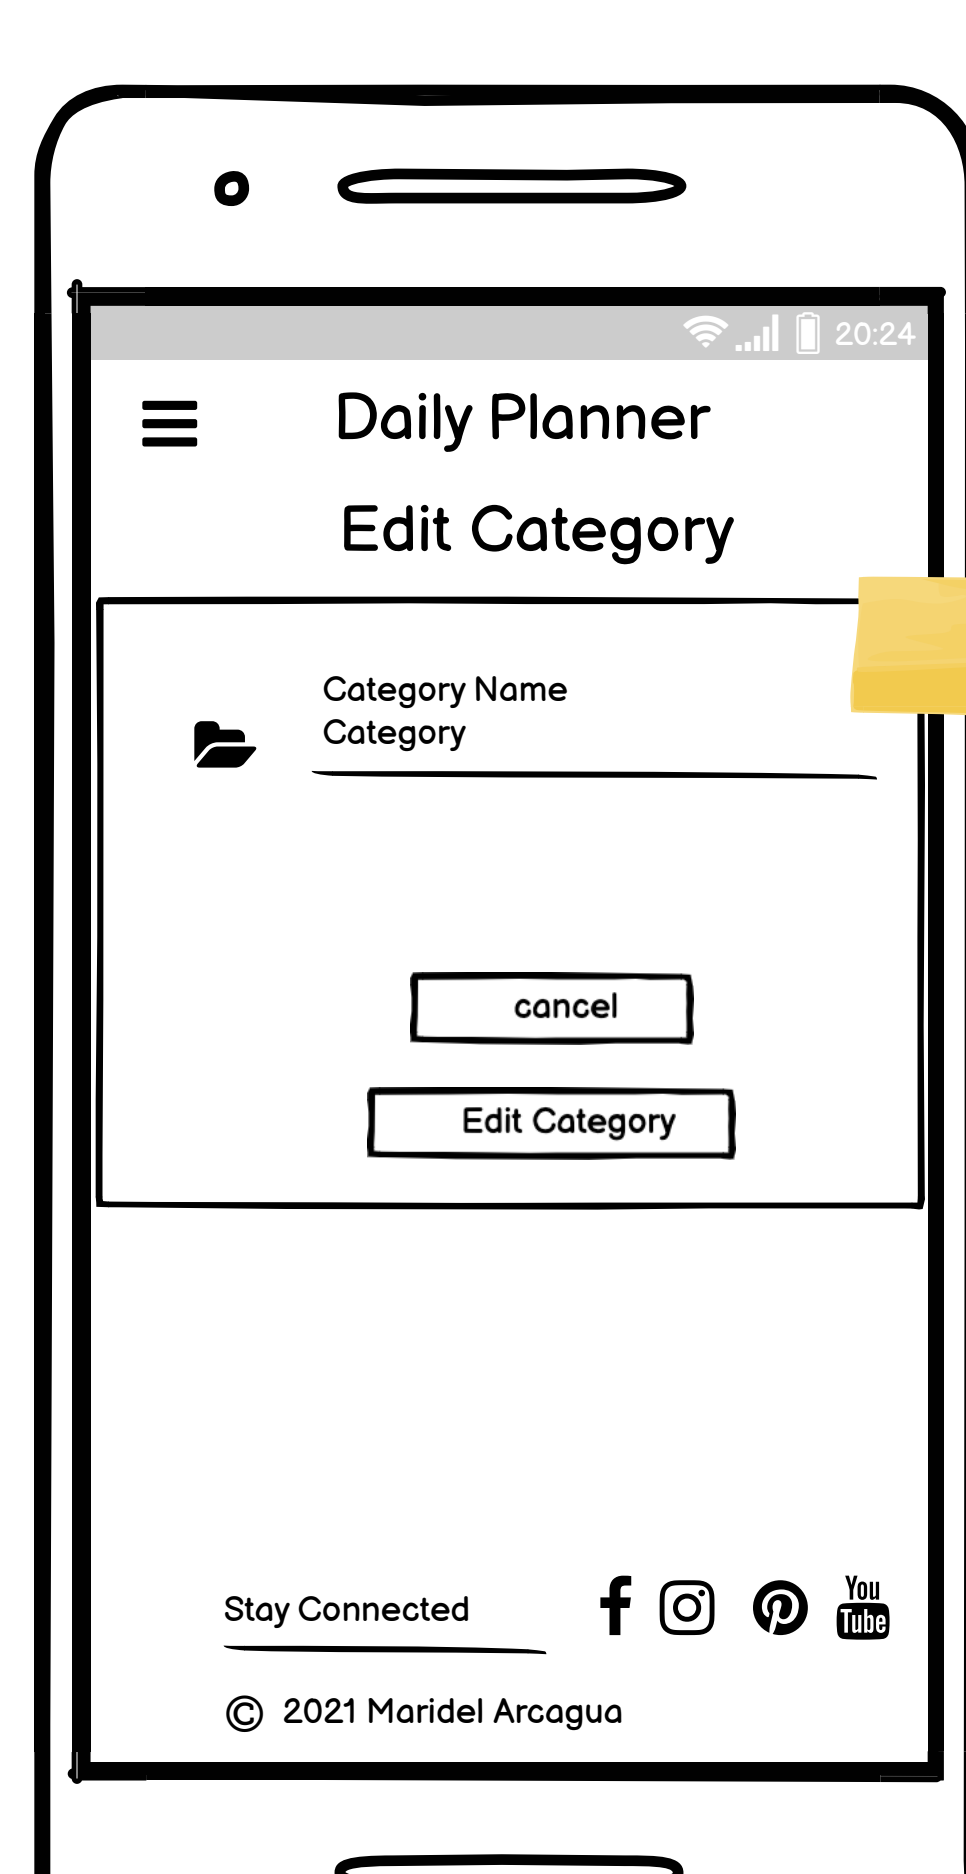 20:24
Daily Planner
Edit Category
Category Name
Category
cancel
Edit Category
Stay Connected
You
Tube
© 2021 Maridel Arcagua